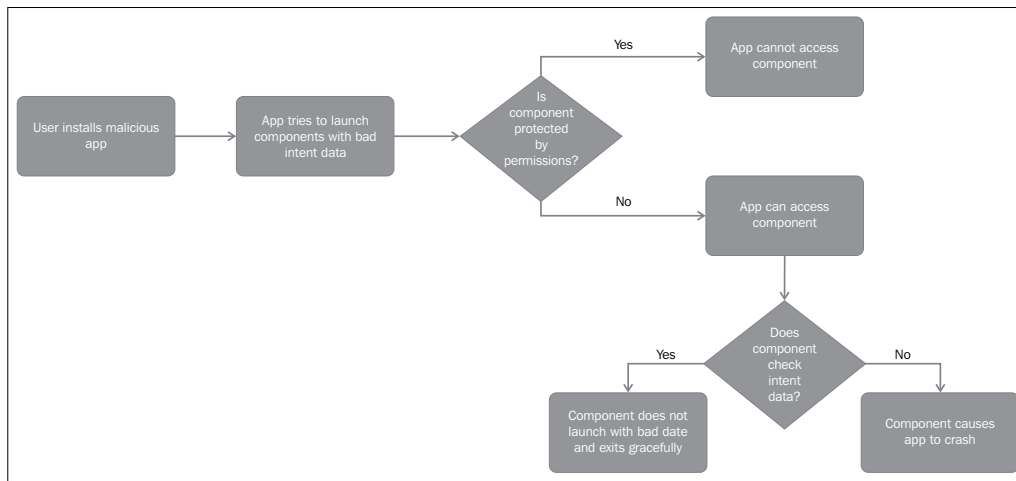 User installs malicious
app
App tries to launch
components with bad
intent data
Is
component
protected
by
permissions?
Yes
App cannot access
component
No
App can access
component
Does
component
check
intent
data?
Yes
Component does not
launch with bad date
and exits gracefully
No
Component causes
app to crash